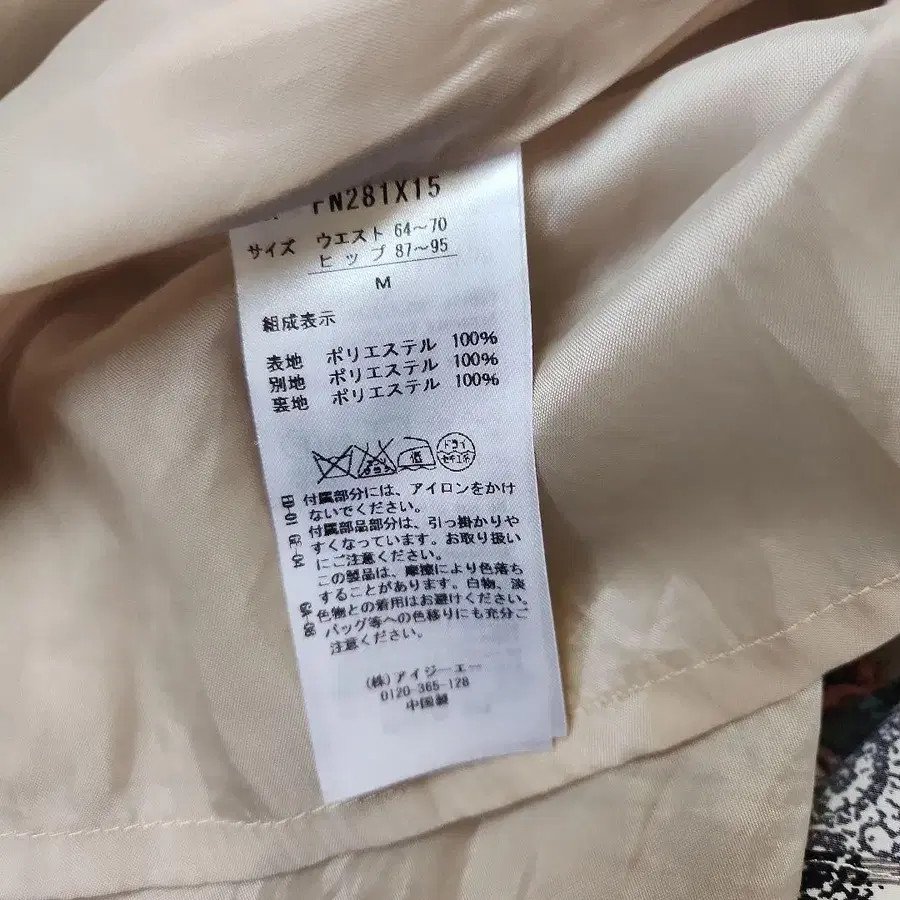 FN281X15
サイズ ウエスト 64～70
ヒップ 87～95
M
組成表示
表地 ポリエステル 100%
別地 ポリエステル 100%
裏地 ポリエステル 100%
低 ドライ
セキユ系
付属部分には、アイロンをかけ
ないでください。
付属部品部分は、引っ掛かりや
すくなっています。お取り扱い
にご注意ください。
この製品は、摩擦により色落ち
することがあります。白物、淡
色物との着用はお避けください。
バッグ等への色移りにも充分ご
注意ください。
(株)アイジーエー
0120-365-128
中国製